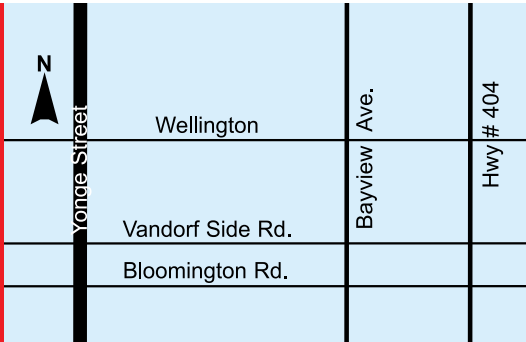 N
Wellington
Yonge Street
Bayview Ave.
Hwy # 404
Vandorf Side Rd.
Bloomington Rd.